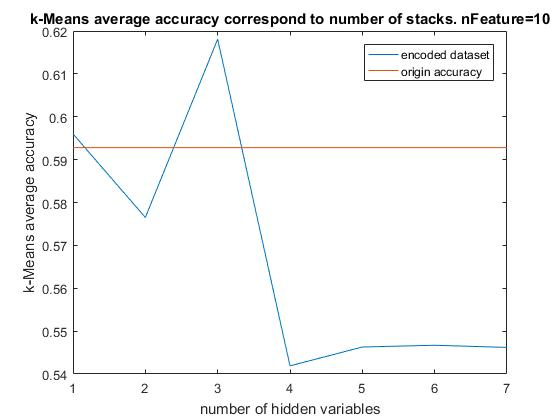 k-Means average accuracy correspond to number of stacks. nFeature=10
encoded dataset
origin accuracy
k-Means average accuracy
0.62
0.61
0.6
0.59
0.58
0.57
0.56
0.55
0.54
1 2 3 4 5 6 7
number of hidden variables